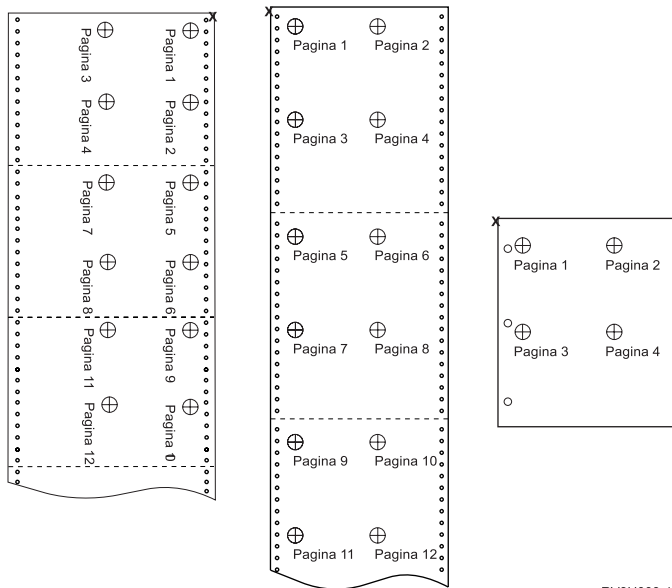 X
Pagina 1
Pagina 2
Pagina 3
Pagina 4
Pagina 5
Pagina 6
Pagina 7
Pagina 8
Pagina 9
Pagina 10
Pagina 11
Pagina 12
X
Pagina 1 Pagina 2
Pagina 3 Pagina 4
Pagina 5 Pagina 6
Pagina 7 Pagina 8
Pagina 9 Pagina 10
Pagina 11 Pagina 12
X
Pagina 1 Pagina 2
Pagina 3 Pagina 4